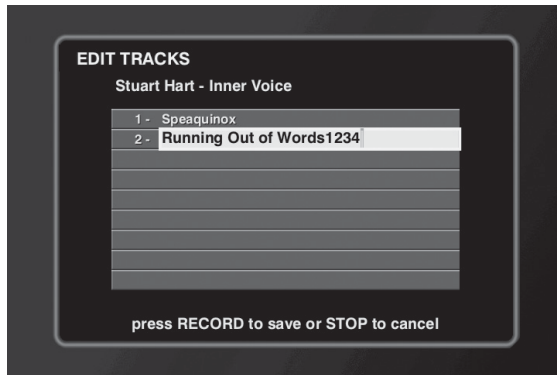 EDIT TRACKS
Stuart Hart - Inner Voice
1 - Speaquinox
2 - Running Out of Words1234
press RECORD to save or STOP to cancel